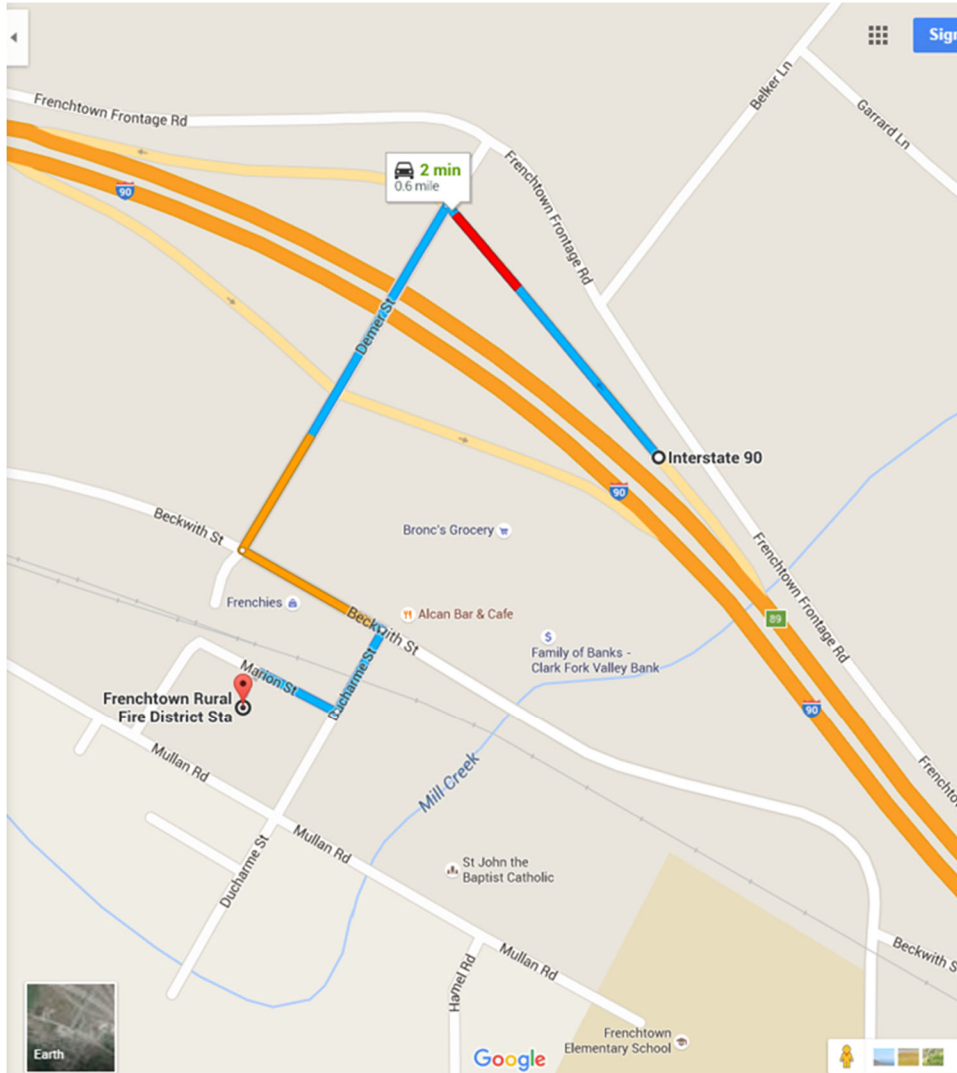 Sign
Belker Ln
Garrard Ln
Frenchtown Frontage Rd
2 min
0.6 mile
90
Frenchtown Frontage Rd
Demer St
Interstate 90
90
Beckwith St
Bronc's Grocery
Frenchtown Frontage Rd
Frenchies
Alcan Bar & Cafe
Beckwith St
89
Family of Banks -
Clark Fork Valley Bank
Marion St
Ducharme St
Frenchtown Rural
Fire District Sta
90
Mullan Rd
Mill Creek
Frenchtow
Mullan Rd
Ducharme St
St John the
Baptist Catholic
Beckwith S
Mullan Rd
Hamel Rd
Frenchtown
Elementary School
Earth
Google